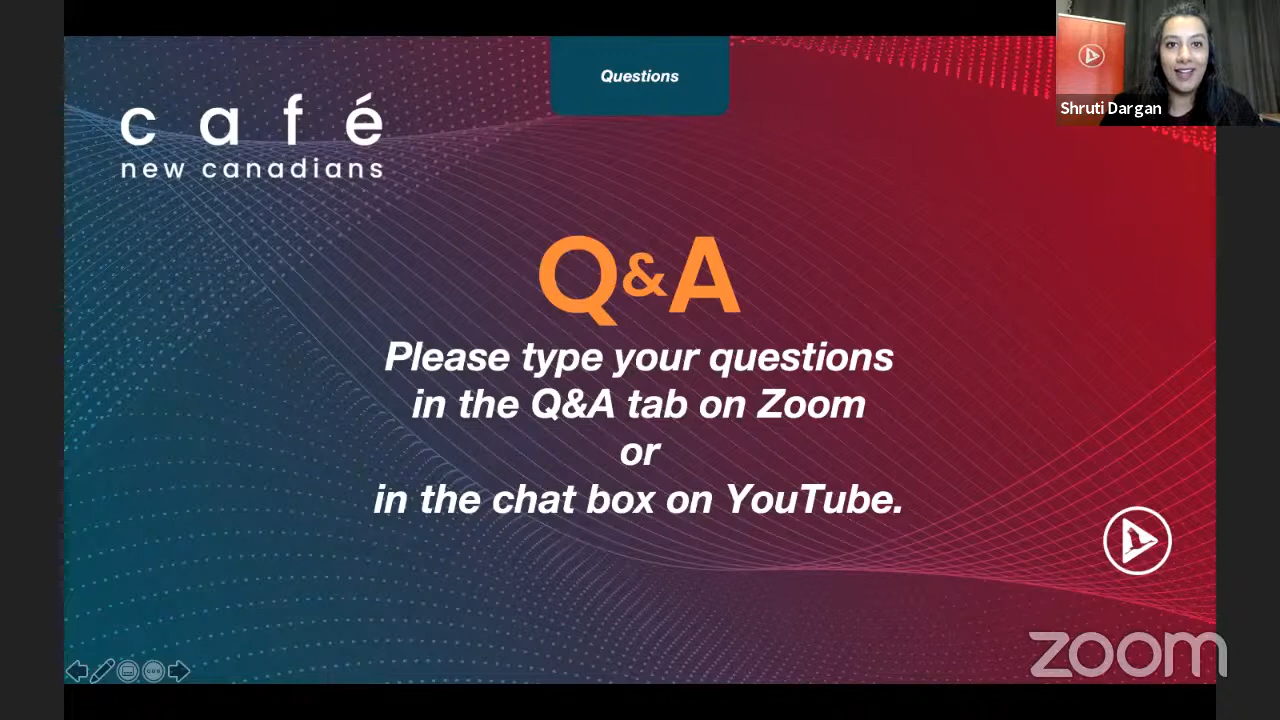 Questions
café
new canadians
Shruti Dargan
Q&A
Please type your questions
in the Q&A tab on Zoom
or
in the chat box on YouTube.
zoom